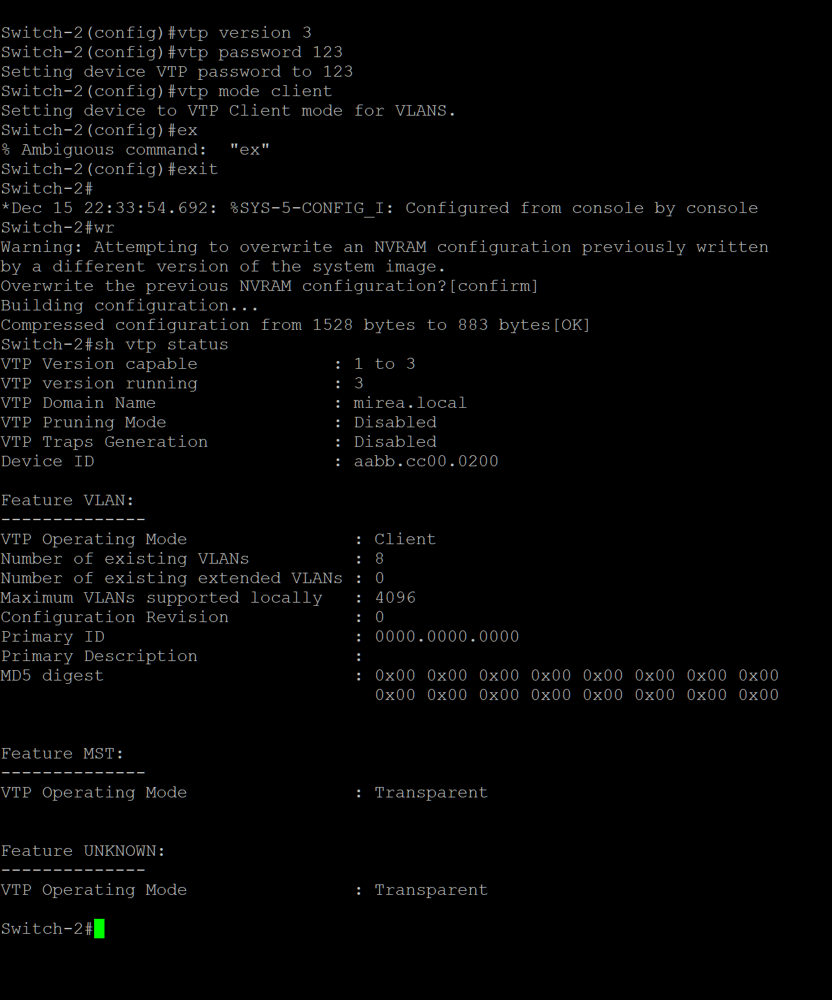 Switch-2(config)#vtp version 3
Switch-2(config)#vtp password 123
Setting device VTP password to 123
Switch-2(config)#vtp mode client
Setting device to VTP Client mode for VLANS.
Switch-2(config)#ex
% Ambiguous command:  "ex"
Switch-2(config)#exit
Switch-2#
*Dec 15 22:33:54.692: %SYS-5-CONFIG_I: Configured from console by console
Switch-2#wr
Warning: Attempting to overwrite an NVRAM configuration previously written
by a different version of the system image.
Overwrite the previous NVRAM configuration?[confirm]
Building configuration...
Compressed configuration from 1528 bytes to 883 bytes[OK]
Switch-2#sh vtp status
VTP Version capable             : 1 to 3
VTP version running             : 3
VTP Domain Name                 : mirea.local
VTP Pruning Mode                : Disabled
VTP Traps Generation            : Disabled
Device ID                       : aabb.cc00.0200

Feature VLAN:
--------------
VTP Operating Mode                : Client
Number of existing VLANs          : 8
Number of existing extended VLANs : 0
Maximum VLANs supported locally   : 4096
Configuration Revision            : 0
Primary ID                        : 0000.0000.0000
Primary Description               :
MD5 digest                        : 0x00 0x00 0x00 0x00 0x00 0x00 0x00 0x00
                                    0x00 0x00 0x00 0x00 0x00 0x00 0x00 0x00

Feature MST:
--------------
VTP Operating Mode                : Transparent

Feature UNKNOWN:
--------------
VTP Operating Mode                : Transparent

Switch-2#